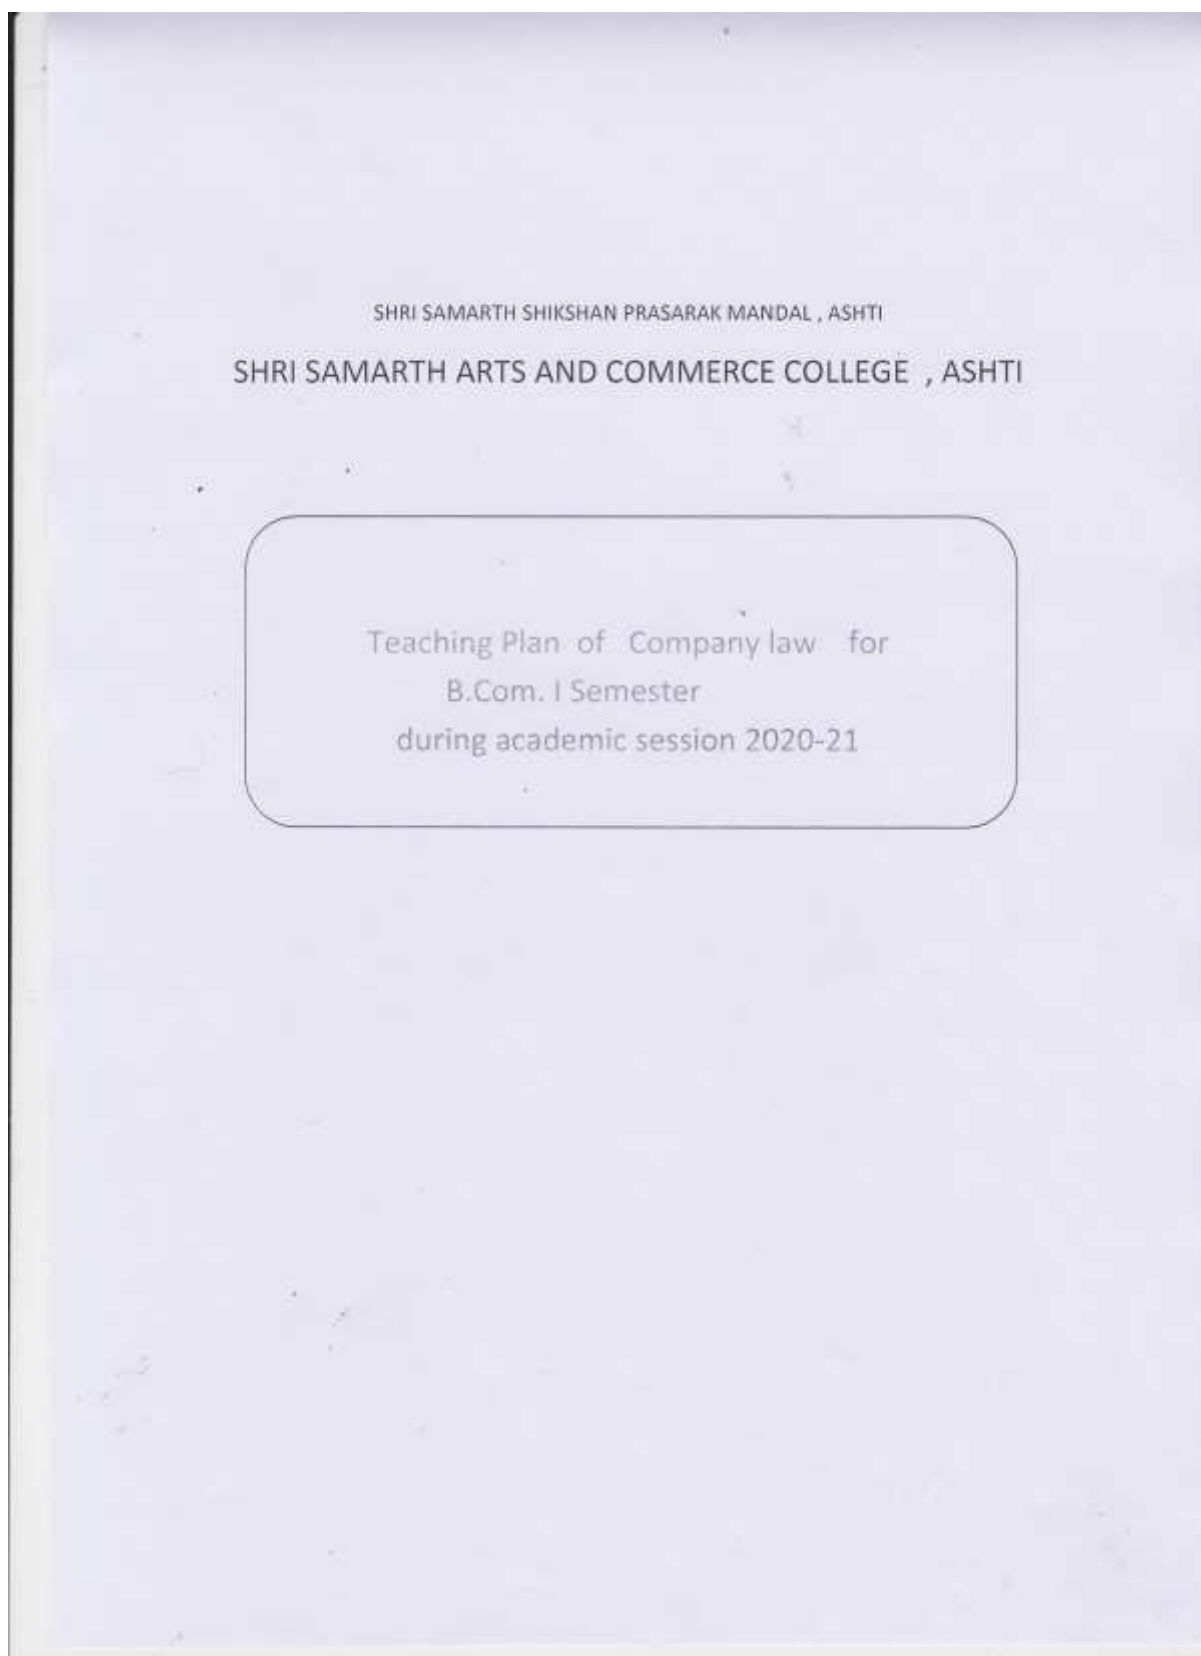 SHRI SAMARTH SHIKSHAN PRASARAK MANDAL , ASHTI
SHRI SAMARTH ARTS AND COMMERCE COLLEGE , ASHTI
Teaching Plan of Company law for
B.Com. I Semester
during academic session 2020-21